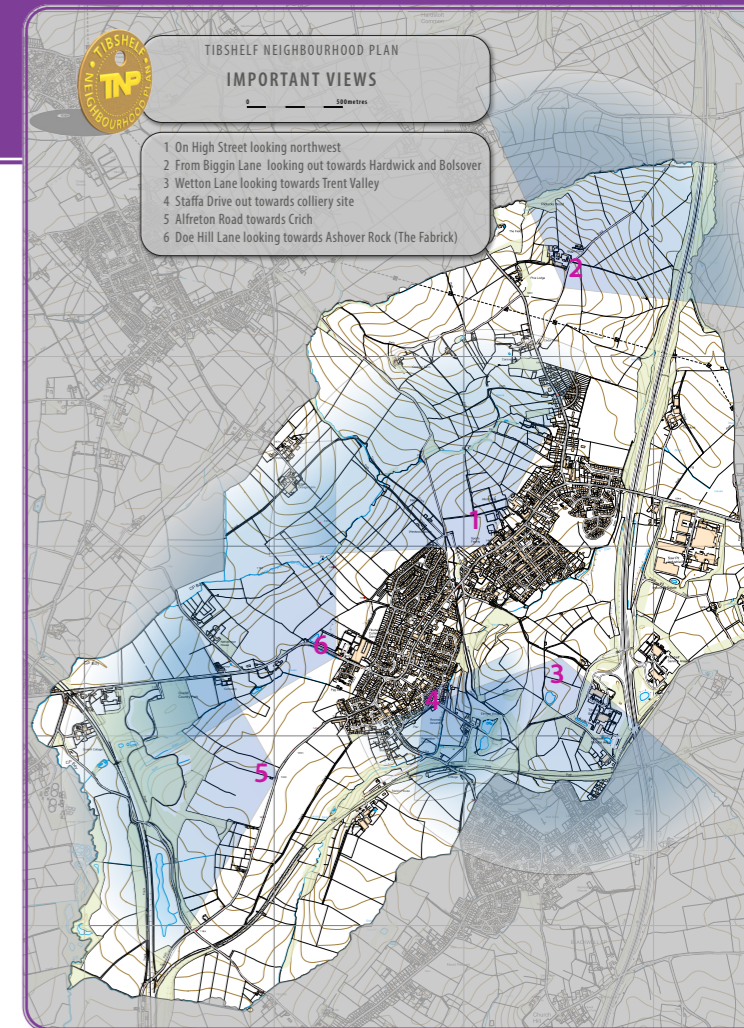 TIBSHELF
TNP
NEIGHBOURHOOD PLAN
TIBSHELF NEIGHBOURHOOD PLAN
IMPORTANT VIEWS
0 500metres
1 On High Street looking northwest
2 From Biggin Lane looking out towards Hardwick and Bolsover
3 Wetton Lane looking towards Trent Valley
4 Staffa Drive out towards colliery site
5 Alfreton Road towards Crich
6 Doe Hill Lane looking towards Ashover Rock (The Fabrick)
2
1
6
3
4
5